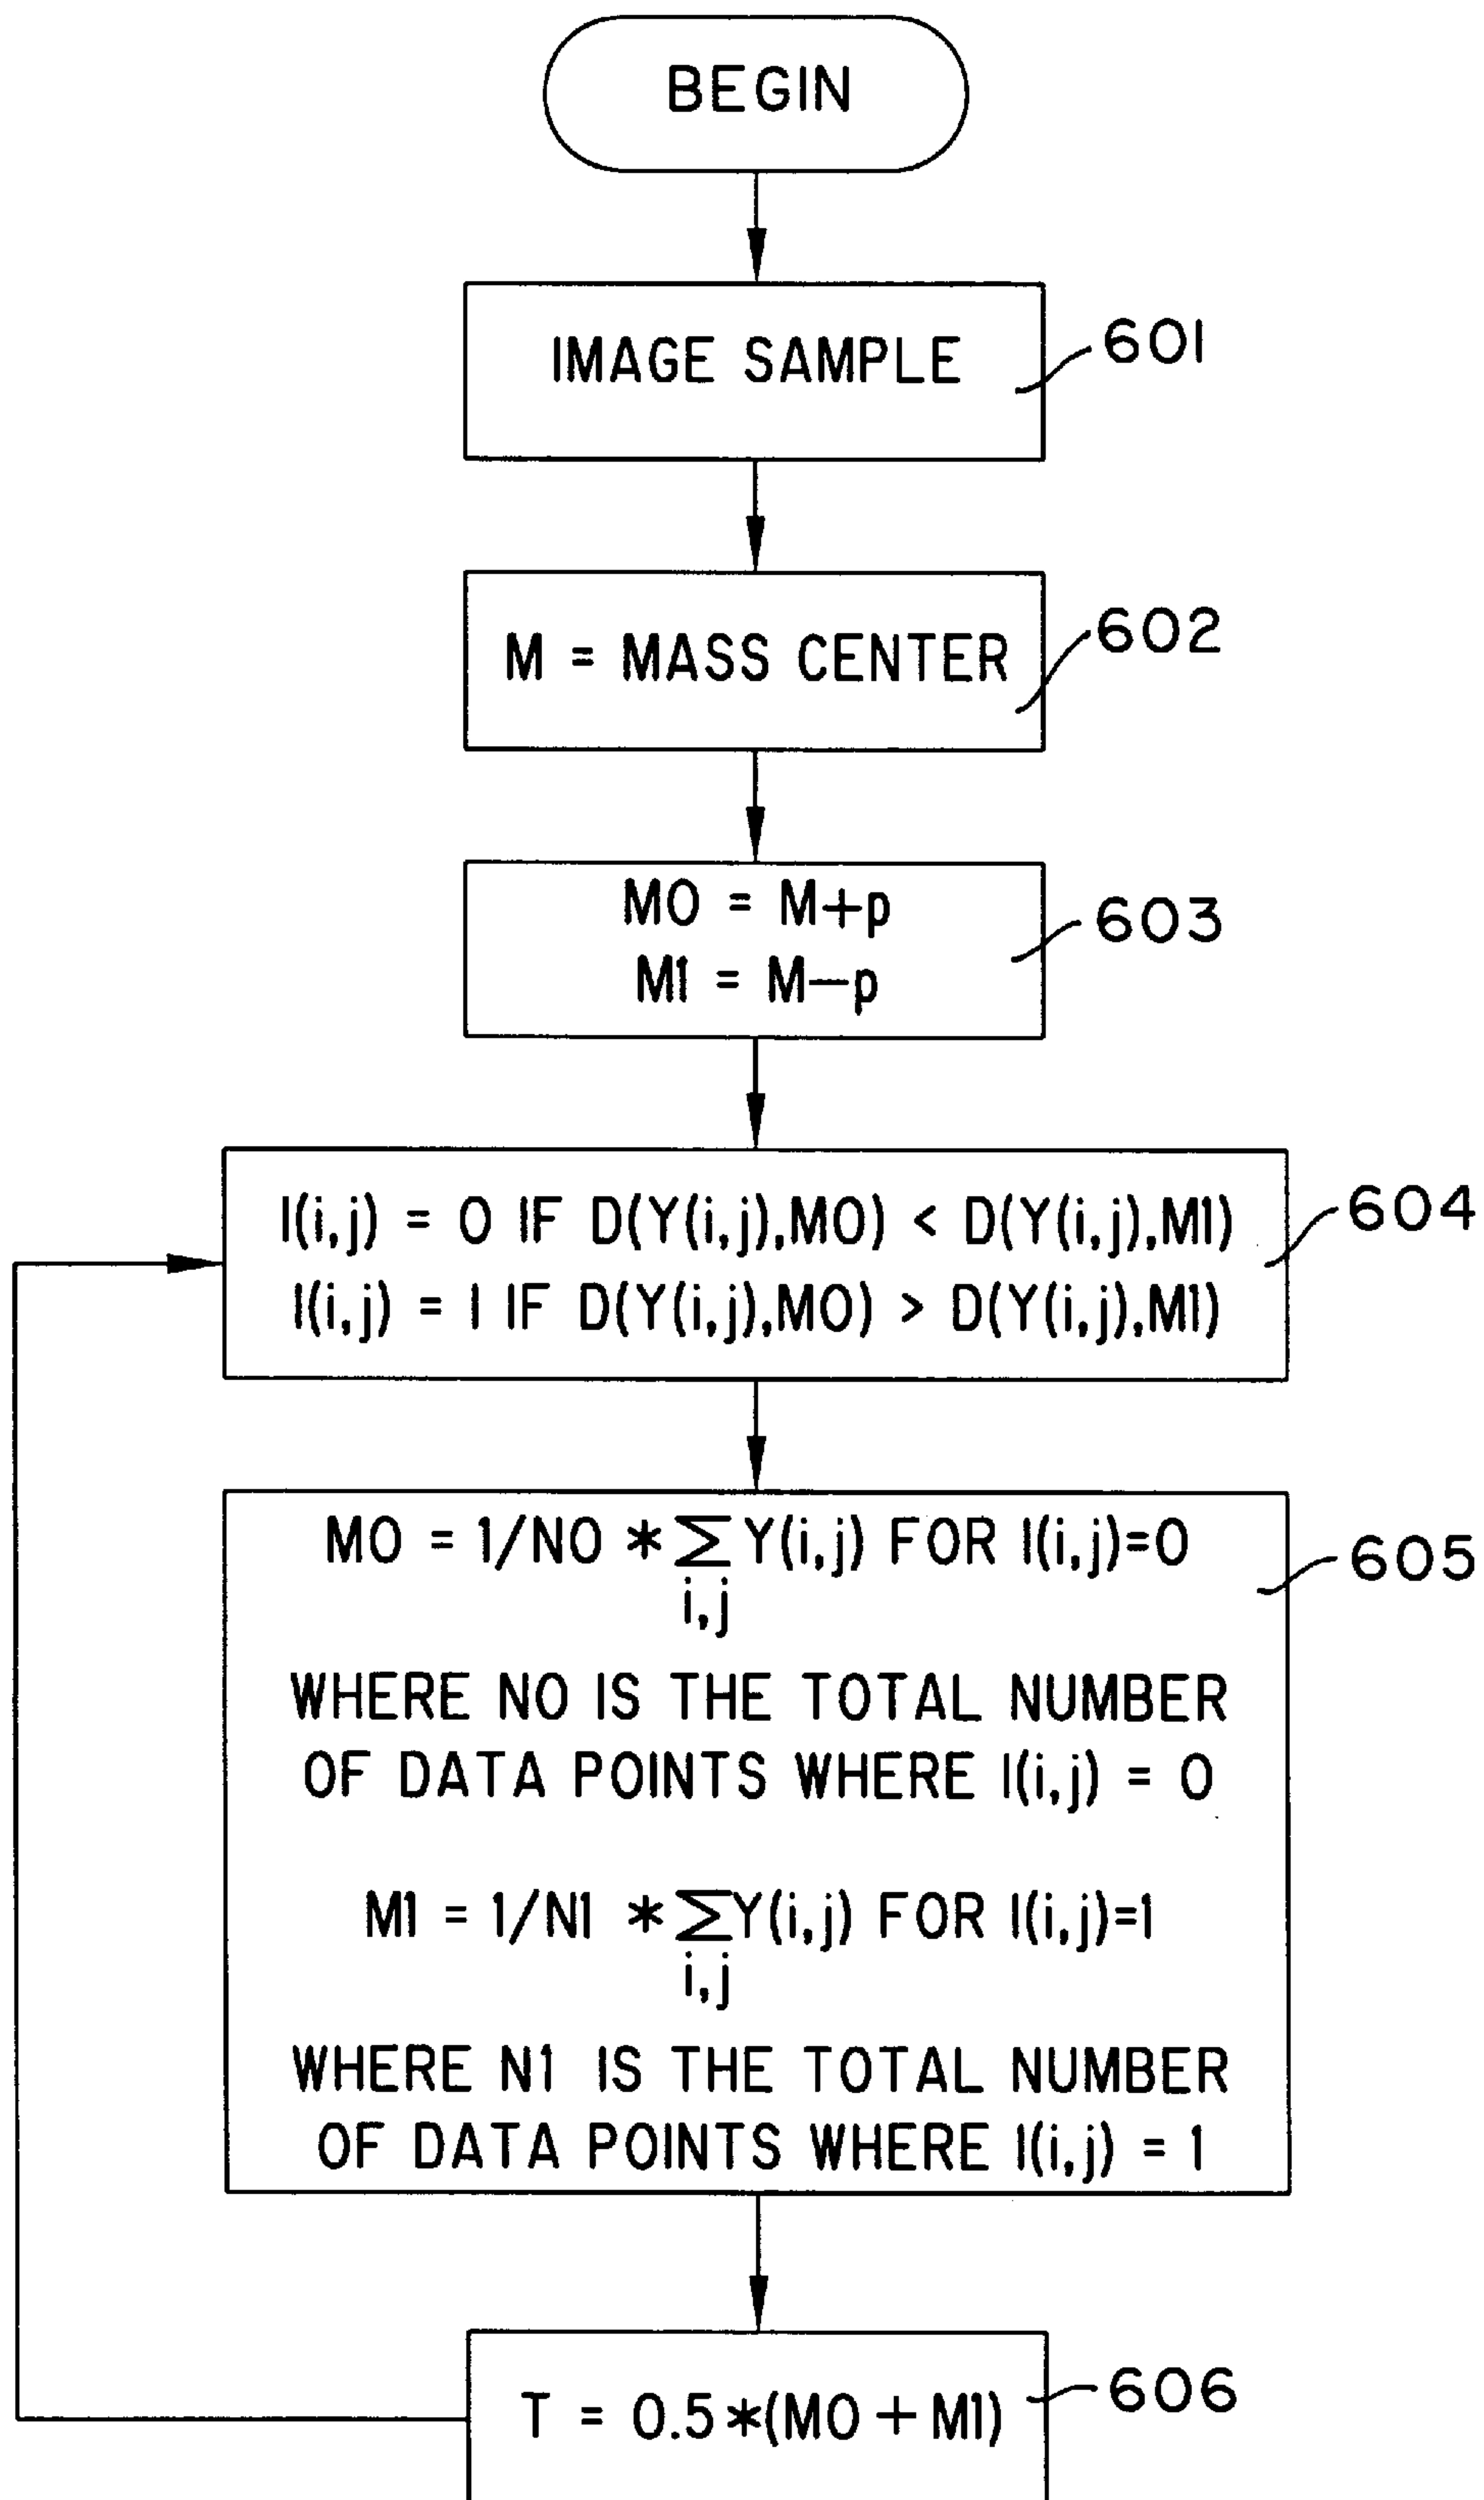 BEGIN
IMAGE SAMPLE
601
M = MASS CENTER
602
M0 = M+p
M1 = M—p
603
I(i,j) = 0 IF D(Y(i,j),M0) < D(Y(i,j),M1)
I(i,j) = 1 IF D(Y(i,j),M0) > D(Y(i,j),M1)
604
M0 = 1/N0 * ∑ Y(i,j) FOR I(i,j)=0
i,j
605
WHERE N0 IS THE TOTAL NUMBER
OF DATA POINTS WHERE I(i,j) = 0
M1 = 1/N1 * ∑ Y(i,j) FOR I(i,j)=1
i,j
WHERE N1 IS THE TOTAL NUMBER
OF DATA POINTS WHERE I(i,j) = 1
T = 0.5*(M0 + M1)
606